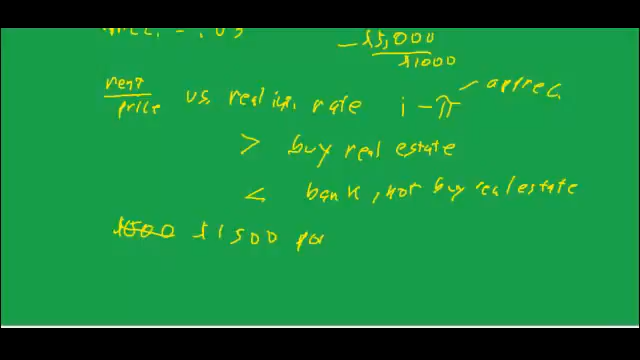 - $5,000
$1000
rent/price vs. real int. rate i - π apprec.
> buy real estate
< bank, not buy real estate
$1500 per